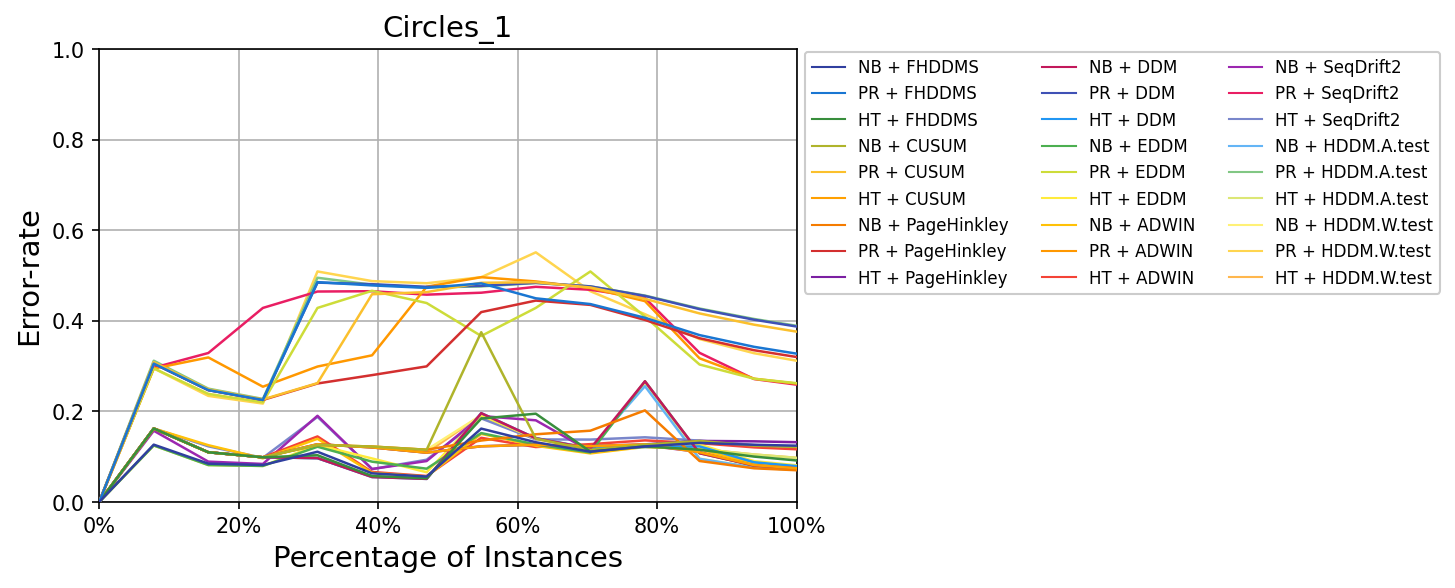 Circles_1
1.0
0.8
0.6
0.4
0.2
0.0
Error-rate
0%
20%
40%
60%
80%
100%
Percentage of Instances
NB + FHDDMS
PR + FHDDMS
HT + FHDDMS
NB + CUSUM
PR + CUSUM
HT + CUSUM
NB + PageHinkley
PR + PageHinkley
HT + PageHinkley
NB + DDM
PR + DDM
HT + DDM
NB + EDDM
PR + EDDM
HT + EDDM
NB + ADWIN
PR + ADWIN
HT + ADWIN
NB + SeqDrift2
PR + SeqDrift2
HT + SeqDrift2
NB + HDDM.A.test
PR + HDDM.A.test
HT + HDDM.A.test
NB + HDDM.W.test
PR + HDDM.W.test
HT + HDDM.W.test